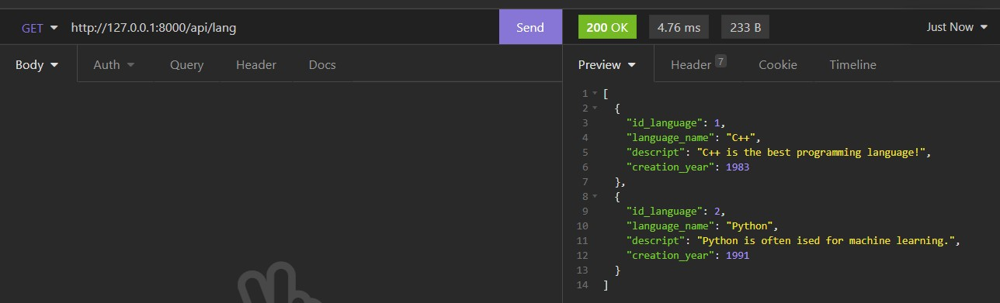 GET http://127.0.0.1:8000/api/lang Send 200 OK 4.76 ms 233 B Just Now
Body Auth Query Header Docs Preview Header 7 Cookie Timeline
1 [
2 {
3 "id_language": 1,
4 "language_name": "C++",
5 "descript": "C++ is the best programming language!",
6 "creation_year": 1983
7 },
8 {
9 "id_language": 2,
10 "language_name": "Python",
11 "descript": "Python is often ised for machine learning.",
12 "creation_year": 1991
13 }
14 ]